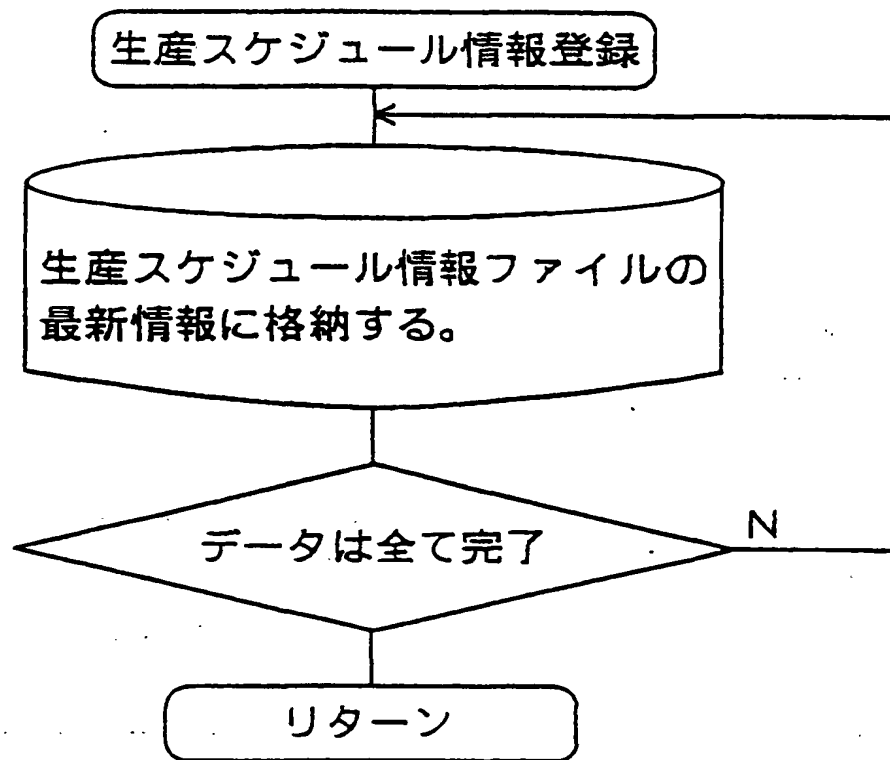 生産スケジュール情報登録
生産スケジュール情報ファイルの
最新情報に格納する。
データは全て完了
N
リターン